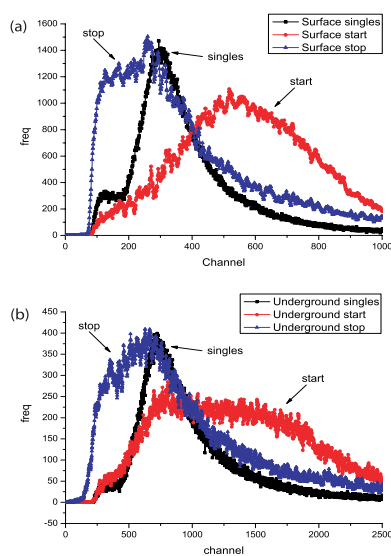 (a)
Surface singles
Surface start
Surface stop
stop
singles
start
freq
1600
1400
1200
1000
800
600
400
200
0
0 200 400 600 800 1000
Channel
(b)
Underground singles
Underground start
Underground stop
stop
singles
start
freq
450
400
350
300
250
200
150
100
50
0
-50
0 500 1000 1500 2000 2500
channel